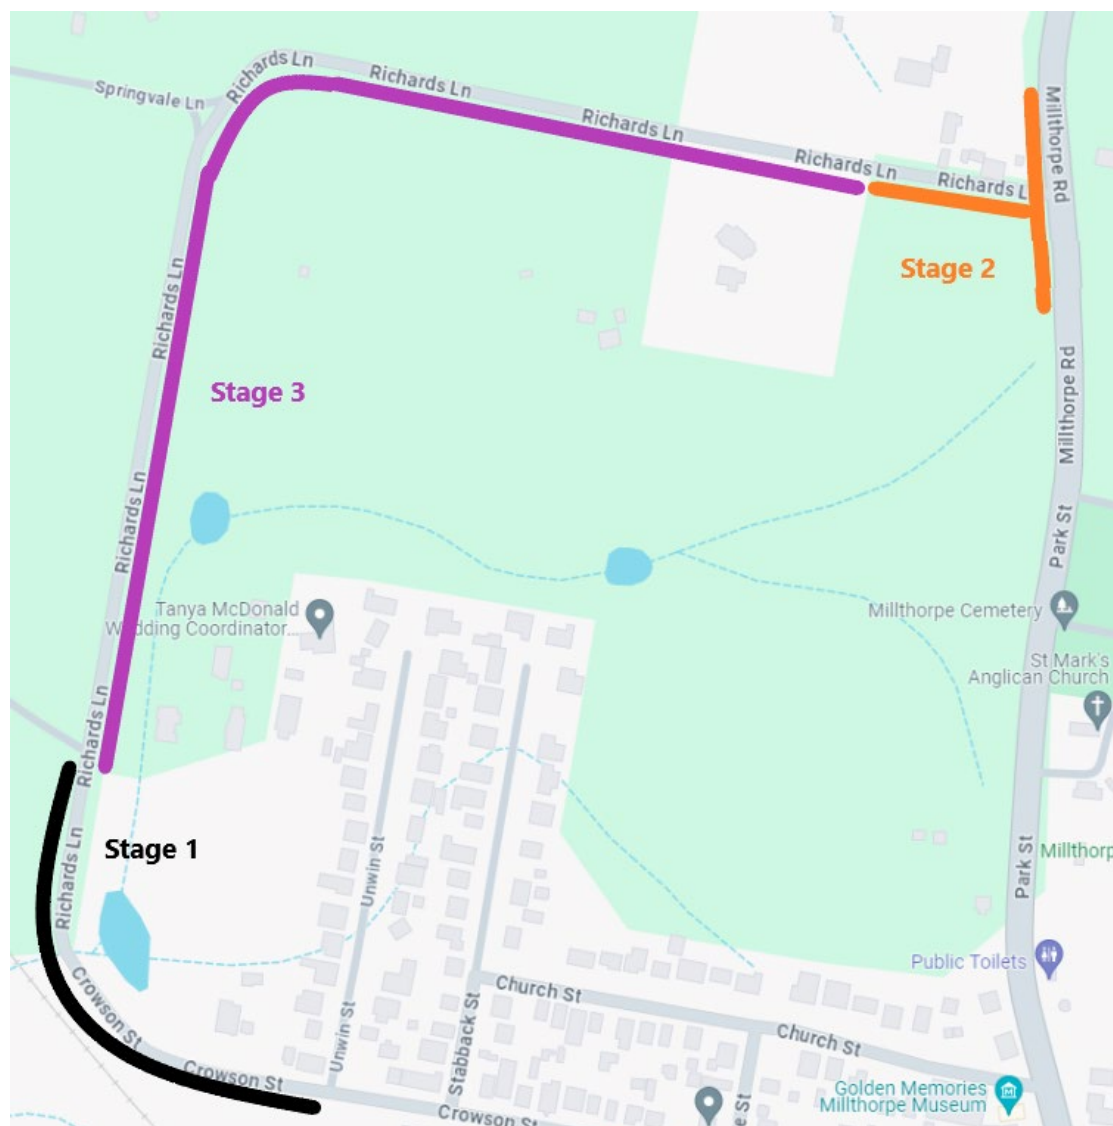 Richards Ln
Springvale Ln
Richards Ln
Richards Ln
Richards Ln
Richards L
Millthorpe Rd
Stage 2
Richards Ln
Stage 3
Millthorpe Rd
Richards Ln
Park St
Tanya McDonald
Wedding Coordinator...
Millthorpe Cemetery
St Mark's
Anglican Church
Richards Ln
Stage 1
Richards Ln
Unwin St
Park St
Millthorp
Public Toilets
Crowson St
Church St
Unwin St
Stabback St
Church St
Crowson St
Golden Memories
Millthorpe Museum
Crowson St
e St